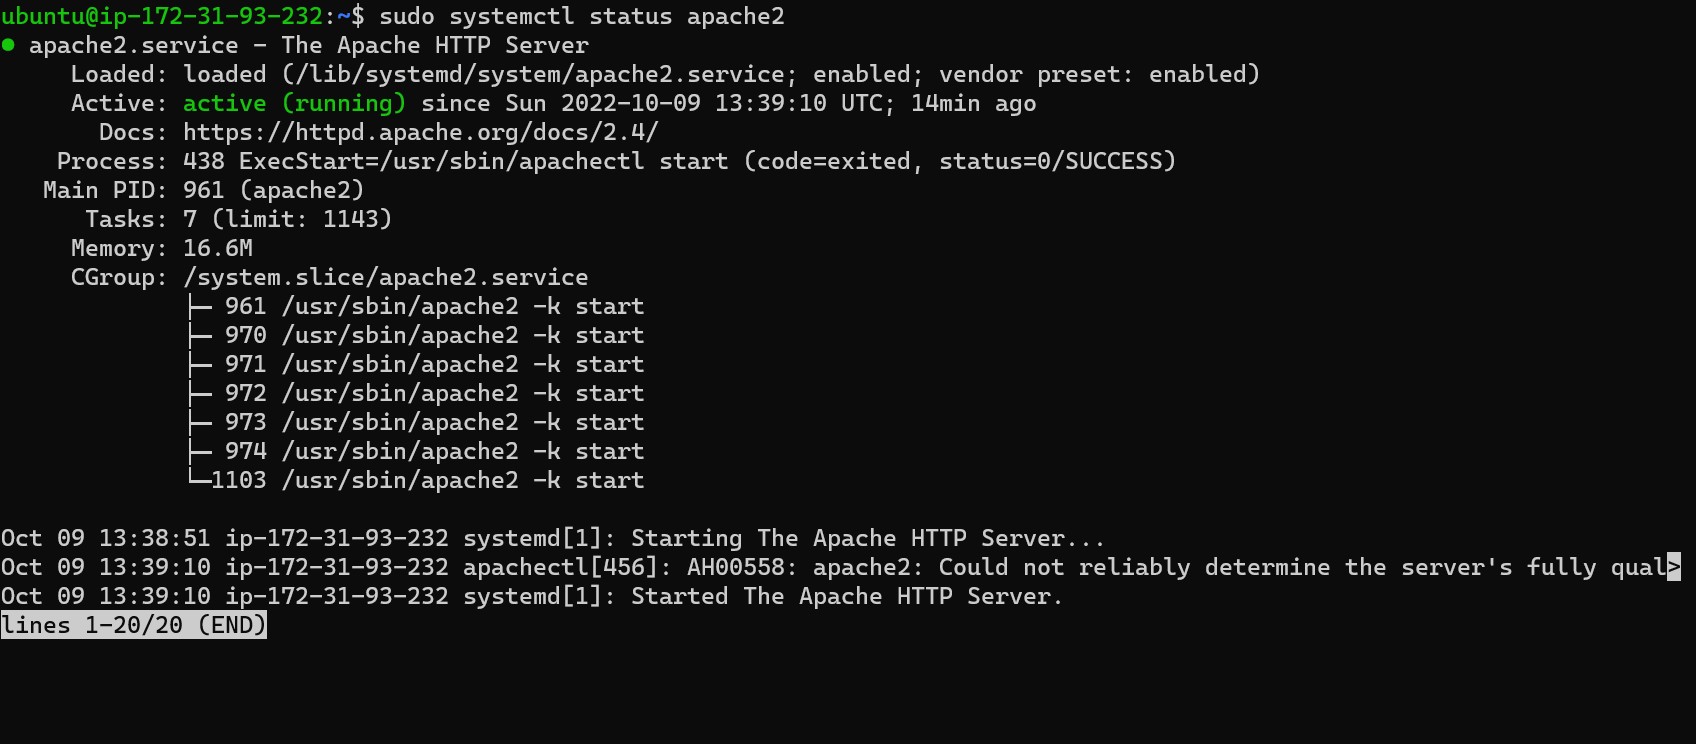 ubuntu@ip-172-31-93-232:~$ sudo systemctl status apache2
● apache2.service - The Apache HTTP Server
     Loaded: loaded (/lib/systemd/system/apache2.service; enabled; vendor preset: enabled)
     Active: active (running) since Sun 2022-10-09 13:39:10 UTC; 14min ago
       Docs: https://httpd.apache.org/docs/2.4/
    Process: 438 ExecStart=/usr/sbin/apachectl start (code=exited, status=0/SUCCESS)
   Main PID: 961 (apache2)
      Tasks: 7 (limit: 1143)
     Memory: 16.6M
     CGroup: /system.slice/apache2.service
             ├─ 961 /usr/sbin/apache2 -k start
             ├─ 970 /usr/sbin/apache2 -k start
             ├─ 971 /usr/sbin/apache2 -k start
             ├─ 972 /usr/sbin/apache2 -k start
             ├─ 973 /usr/sbin/apache2 -k start
             ├─ 974 /usr/sbin/apache2 -k start
             └─1103 /usr/sbin/apache2 -k start

Oct 09 13:38:51 ip-172-31-93-232 systemd[1]: Starting The Apache HTTP Server...
Oct 09 13:39:10 ip-172-31-93-232 apachectl[456]: AH00558: apache2: Could not reliably determine the server's fully qual>
Oct 09 13:39:10 ip-172-31-93-232 systemd[1]: Started The Apache HTTP Server.
lines 1-20/20 (END)